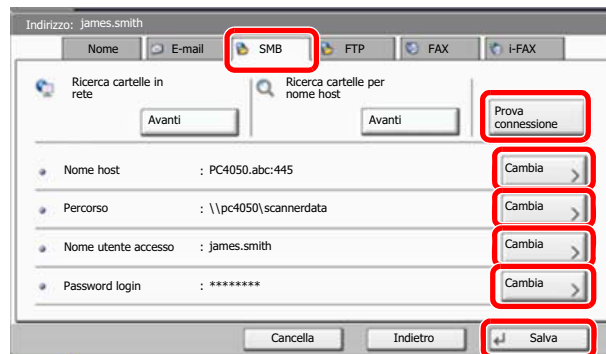 Indirizzo: james.smith
Nome E-mail SMB FTP FAX i-FAX
Ricerca cartelle in
rete
Avanti
Ricerca cartelle per
nome host
Avanti
Prova
connessione
Nome host : PC4050.abc:445 Cambia
Percorso : \\pc4050\scannerdata Cambia
Nome utente accesso : james.smith Cambia
Password login : ******** Cambia
Cancella Indietro Salva